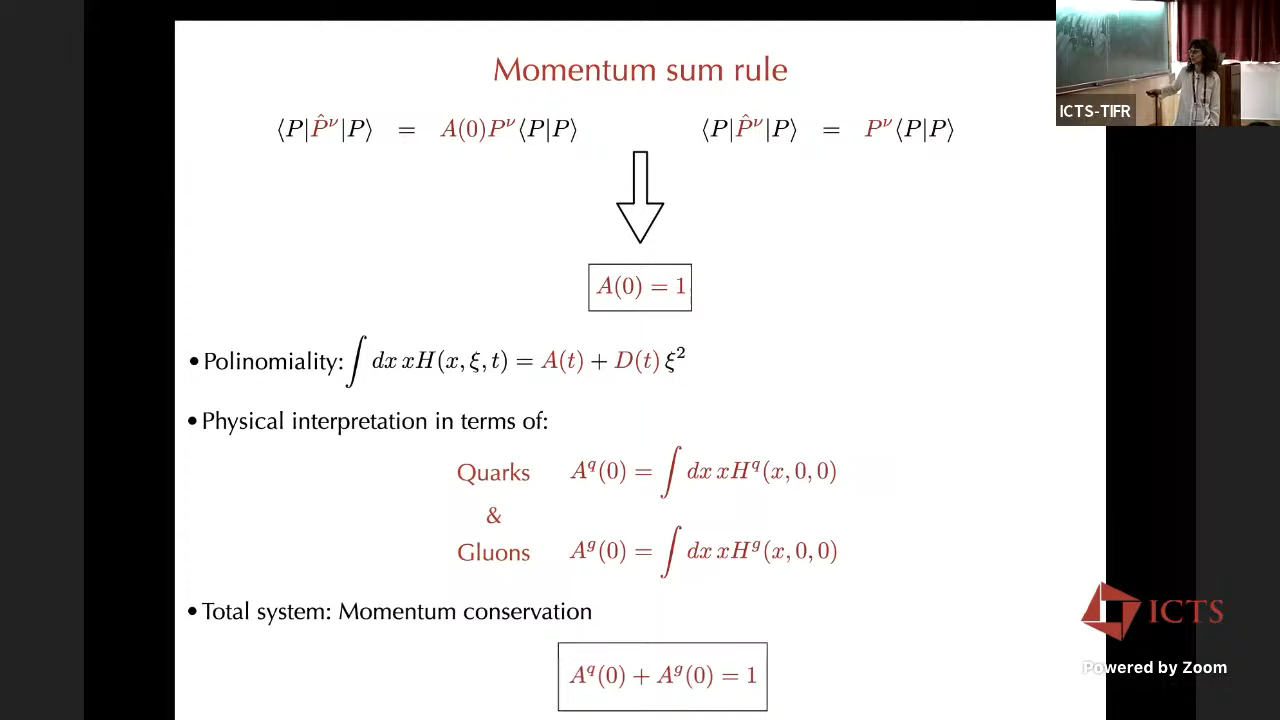 Momentum sum rule
⟨P|P̂^ν|P⟩ = A(0)P^ν⟨P|P⟩ ⟨P|P̂^ν|P⟩ = P^ν⟨P|P⟩
ICTS-TIFR
A(0) = 1
• Polinomiality: ∫ dx xH(x, ξ, t) = A(t) + D(t) ξ²
• Physical interpretation in terms of:
Quarks A^q(0) = ∫ dx xH^q(x, 0, 0)
&
Gluons A^g(0) = ∫ dx xH^g(x, 0, 0)
• Total system: Momentum conservation
ICTS
Powered by Zoom
A^q(0) + A^g(0) = 1